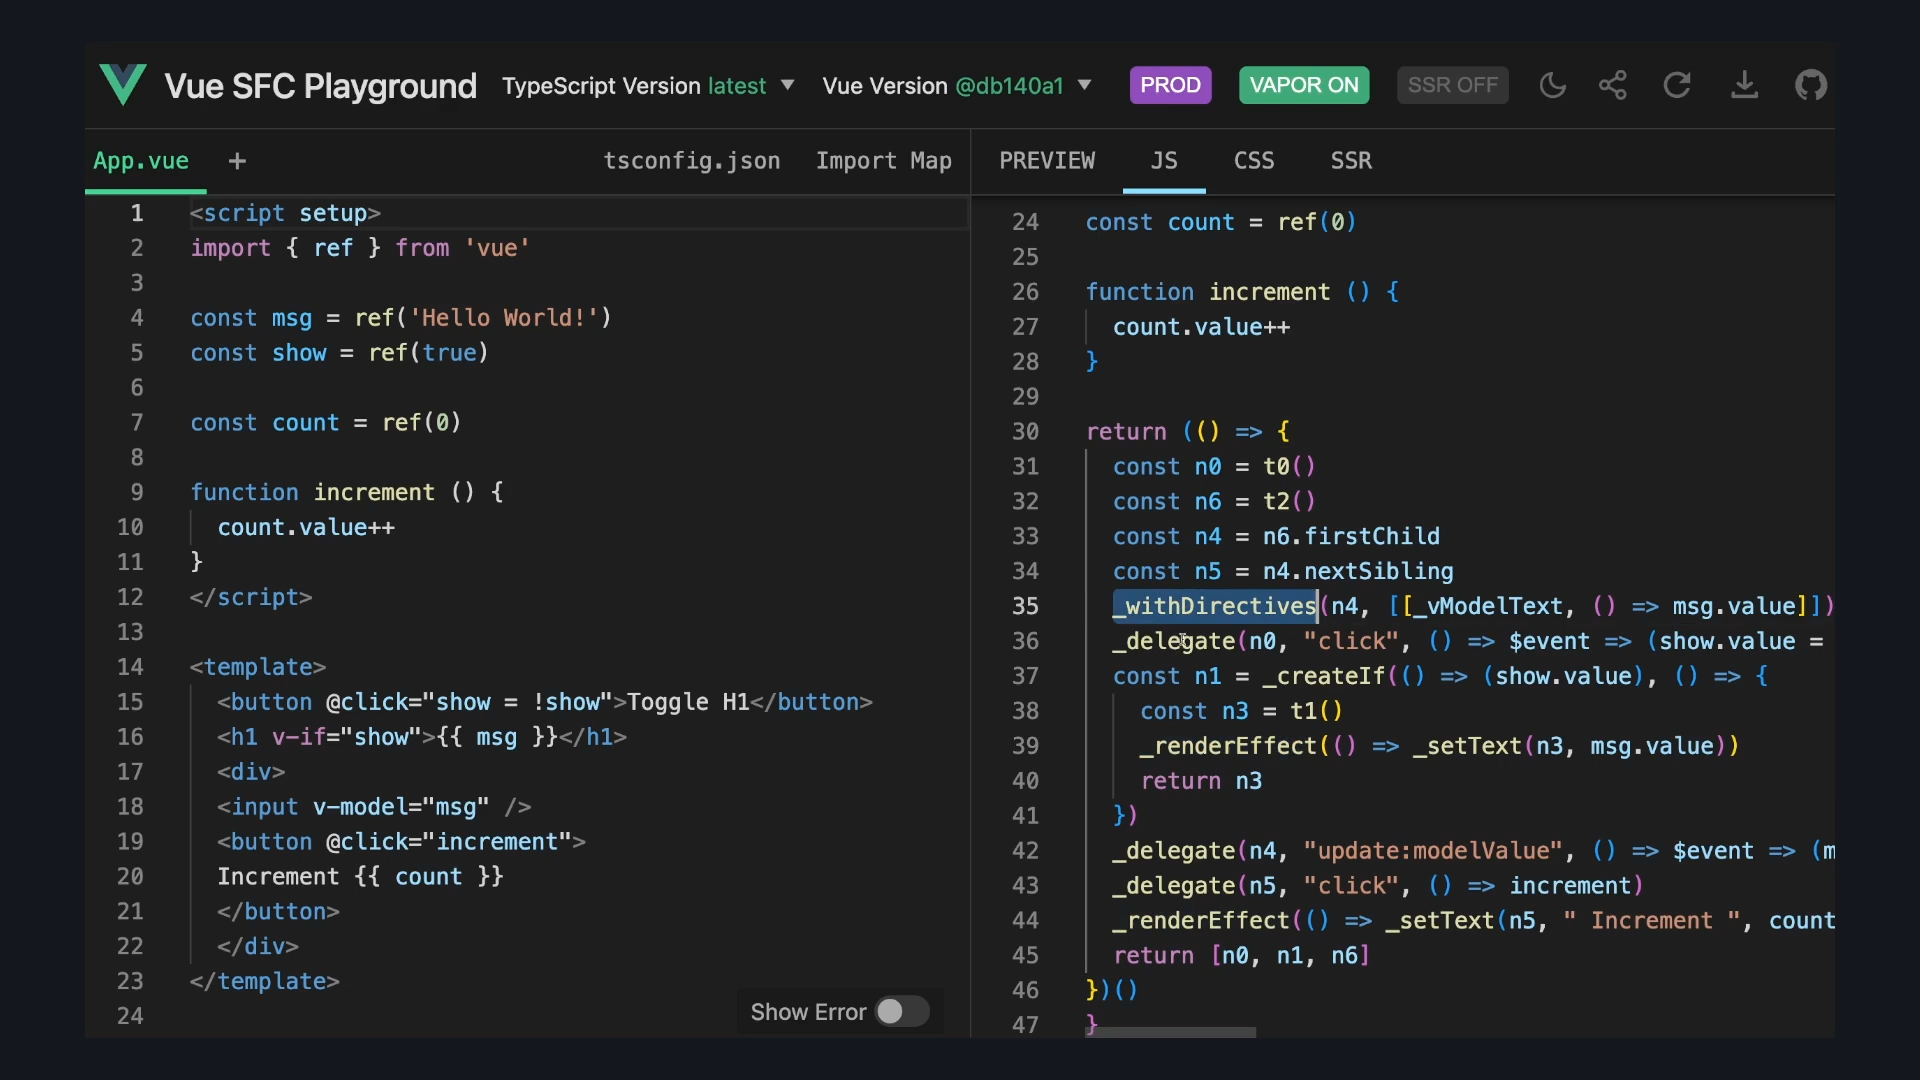 Vue SFC Playground TypeScript Version latest Vue Version @db140a1 PROD VAPOR ON SSR OFF
App.vue + tsconfig.json Import Map
1 <script setup>
2 import { ref } from 'vue'
3
4 const msg = ref('Hello World!')
5 const show = ref(true)
6
7 const count = ref(0)
8
9 function increment () {
10 count.value++
11 }
12 </script>
13
14 <template>
15 <button @click="show = !show">Toggle H1</button>
16 <h1 v-if="show">{{ msg }}</h1>
17 <div>
18 <input v-model="msg" />
19 <button @click="increment">
20 Increment {{ count }}
21 </button>
22 </div>
23 </template>
24
Show Error
PREVIEW JS CSS SSR
24 const count = ref(0)
25
26 function increment () {
27 count.value++
28 }
29
30 return (() => {
31 const n0 = t0()
32 const n6 = t2()
33 const n4 = n6.firstChild
34 const n5 = n4.nextSibling
35 _withDirectives(n4, [[_vModelText, () => msg.value]])
36 _delegate(n0, "click", () => $event => (show.value =
37 const n1 = _createIf(() => (show.value), () => {
38 const n3 = t1()
39 _renderEffect(() => _setText(n3, msg.value))
40 return n3
41 })
42 _delegate(n4, "update:modelValue", () => $event => (m
43 _delegate(n5, "click", () => increment)
44 _renderEffect(() => _setText(n5, " Increment ", count
45 return [n0, n1, n6]
46 })()
47 }